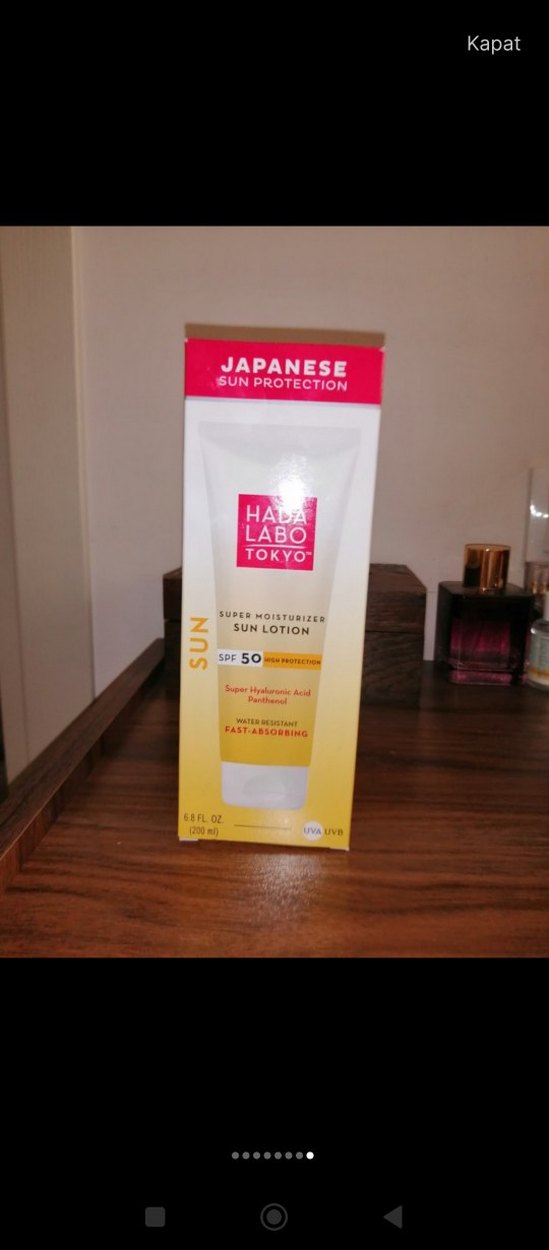 Kapat
JAPANESE
SUN PROTECTION
HADA
LABO
TOKYO™
SUPER MOISTURIZER
SUN LOTION
SUN
SPF 50 HIGH PROTECTION
Super Hyaluronic Acid
Panthenol
WATER RESISTANT
FAST-ABSORBING
6.8 FL. OZ.
(200 ml)
UVA UVB